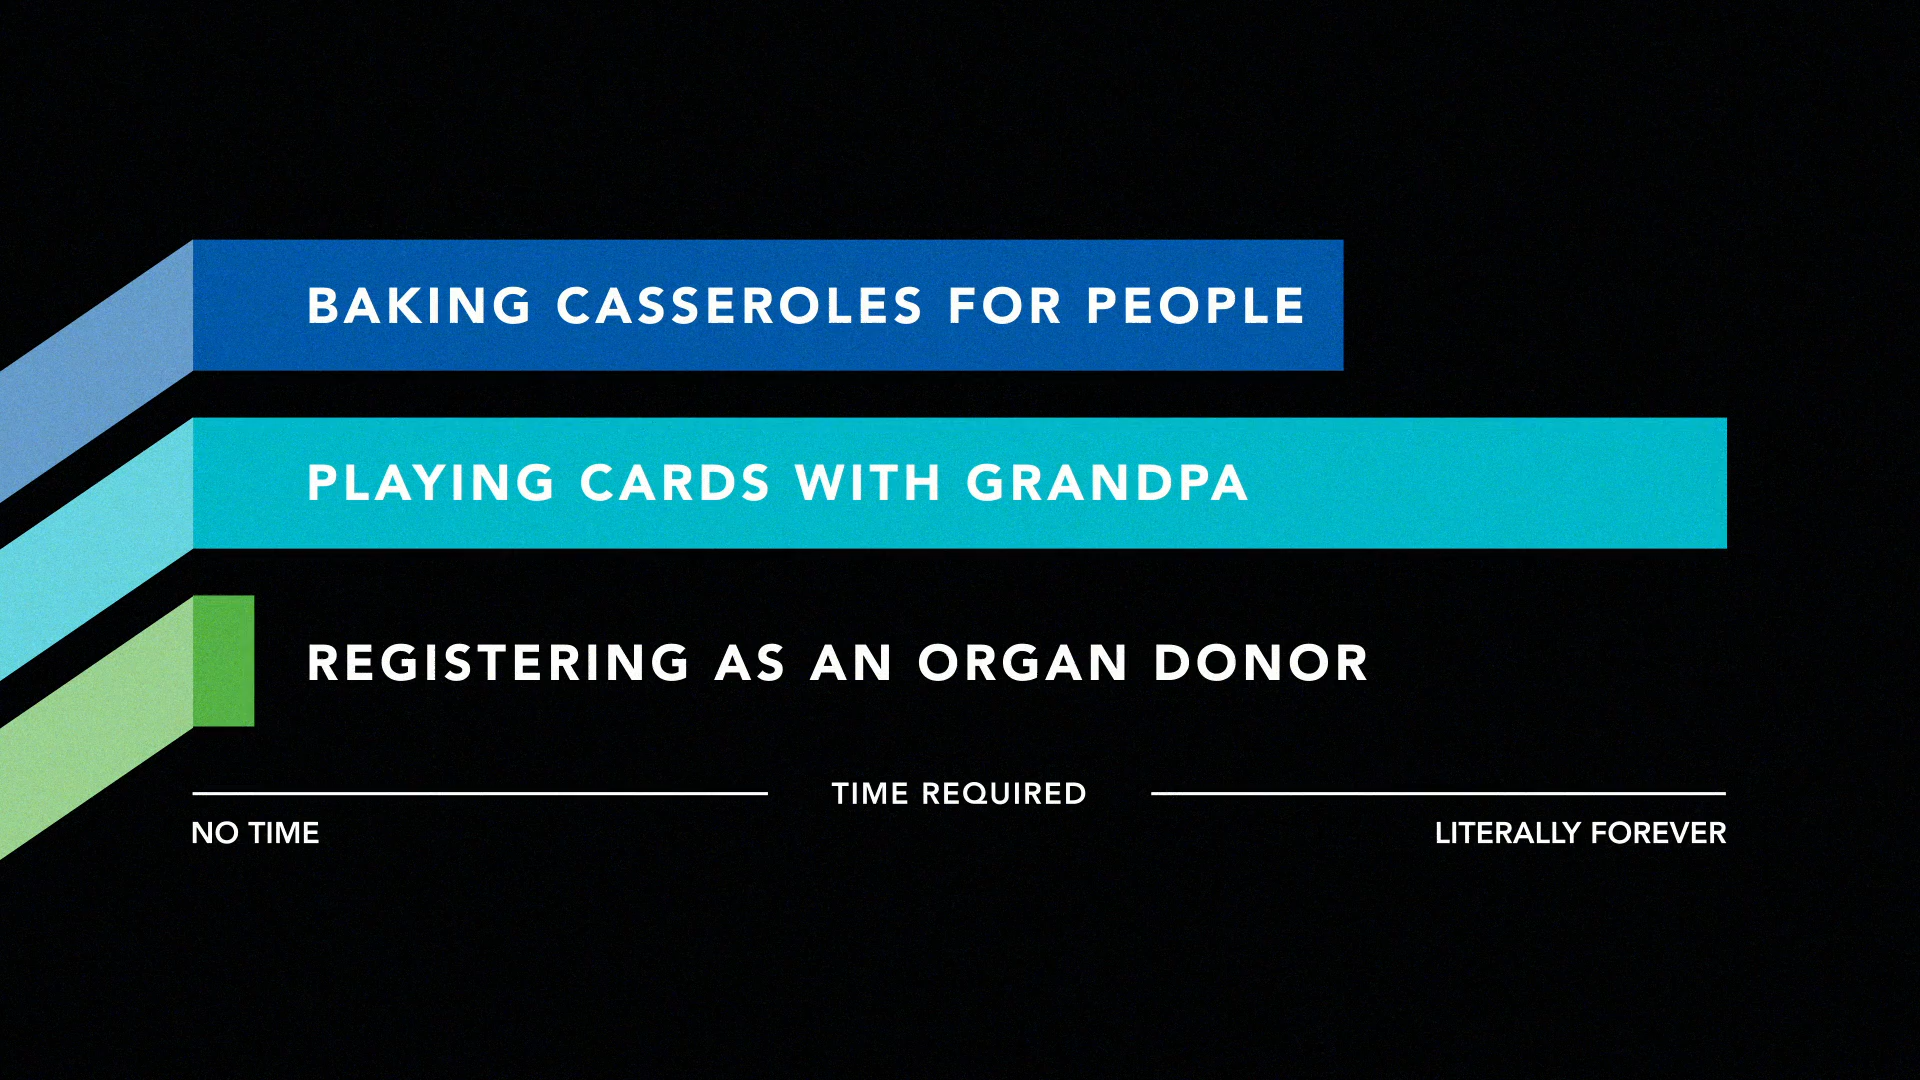 BAKING CASSEROLES FOR PEOPLE
PLAYING CARDS WITH GRANDPA
REGISTERING AS AN ORGAN DONOR
TIME REQUIRED
NO TIME
LITERALLY FOREVER